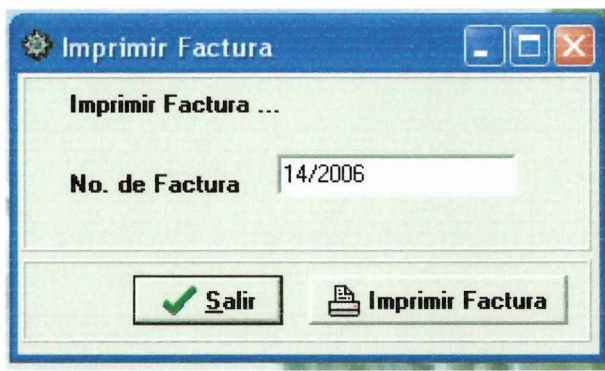 Imprimir Factura
Imprimir Factura ...
No. de Factura 14/2006
Salir Imprimir Factura